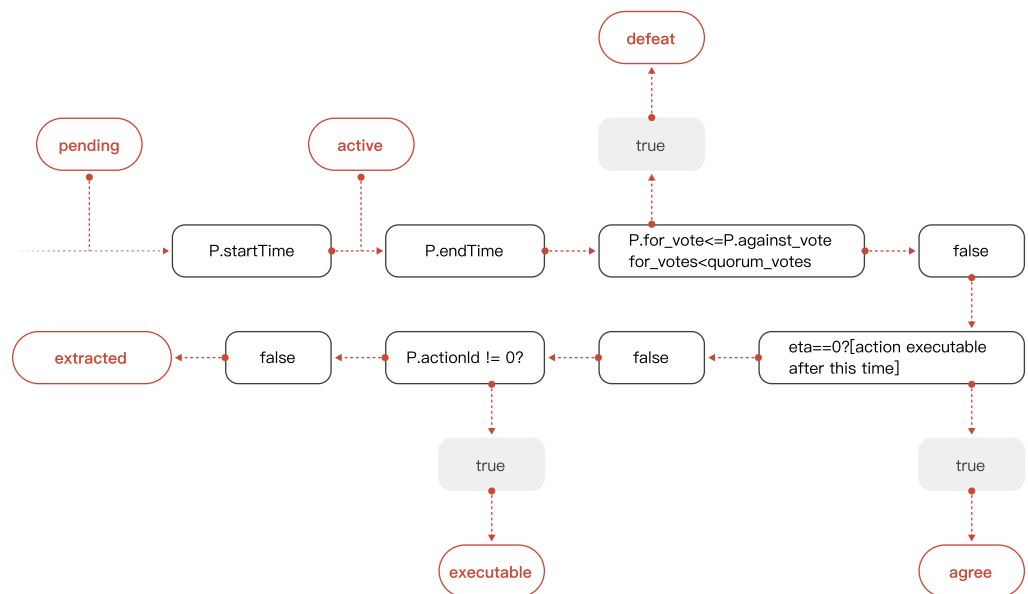 defeat
pending
active
true
P.startTime
P.endTime
P.for_vote<=P.against_vote
for_votes<quorum_votes
false
extracted
false
P.actionId != 0?
false
eta==0?[action executable
after this time]
true
true
executable
agree